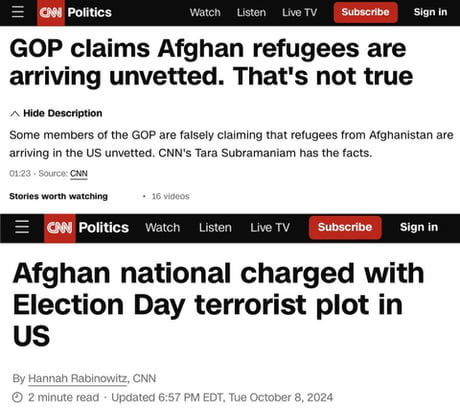 CNN Politics Watch Listen Live TV Subscribe Sign in
GOP claims Afghan refugees are
arriving unvetted. That's not true
Hide Description
Some members of the GOP are falsely claiming that refugees from Afghanistan are
arriving in the US unvetted. CNN's Tara Subramaniam has the facts.
01:23 - Source: CNN
Stories worth watching • 16 videos
CNN Politics Watch Listen Live TV Subscribe Sign in
Afghan national charged with
Election Day terrorist plot in
US
By Hannah Rabinowitz, CNN
2 minute read · Updated 6:57 PM EDT, Tue October 8, 2024